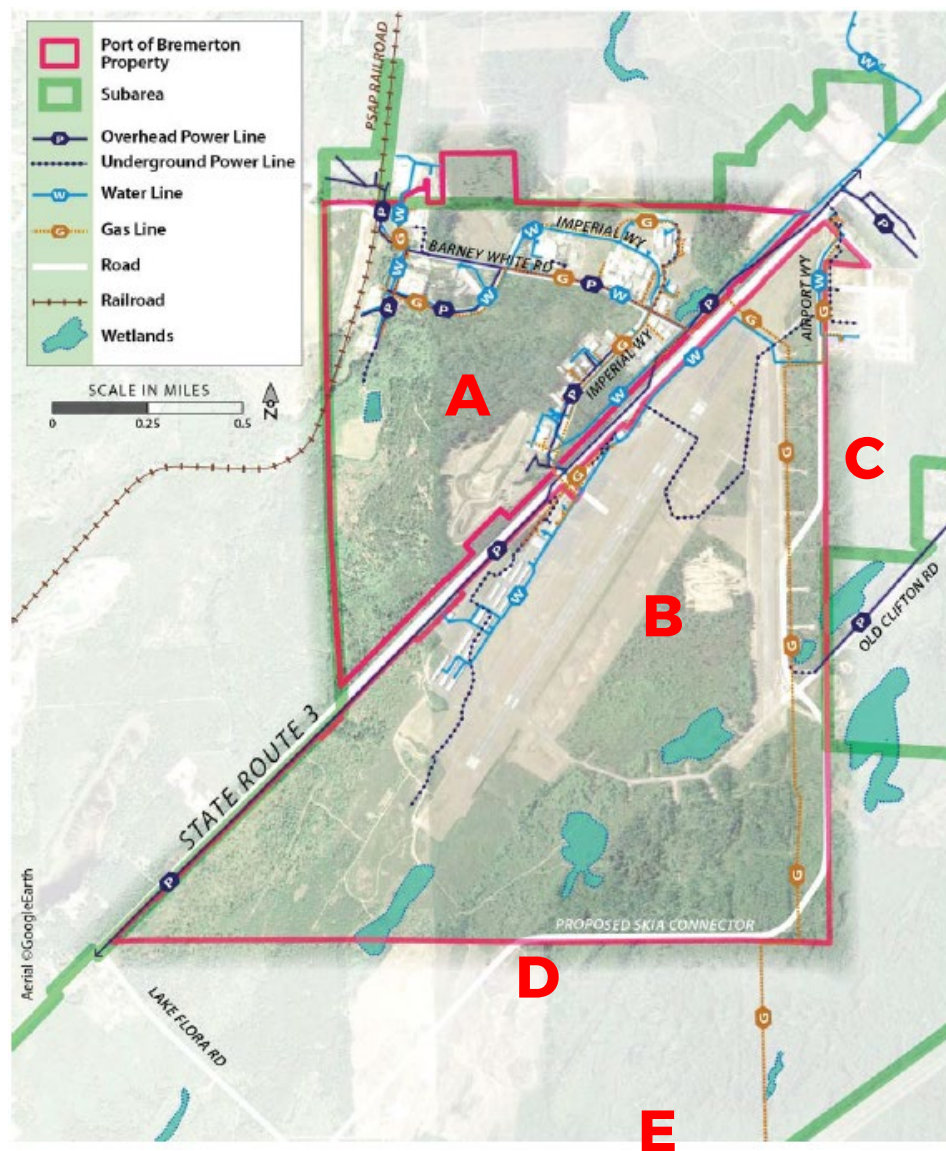 Port of Bremerton
Property
Subarea
P
Overhead Power Line
Underground Power Line
W
Water Line
G
Gas Line
Road
Railroad
Wetlands
SCALE IN MILES
0
0.25
0.5
N
PSAP RAILROAD
W
P
W
G
W
P
G
P
W
BARNEY WHITE RD
W
IMPERIAL WY
G
G
P
W
P
P
G
IMPERIAL WY
P
W
W
G
AIRPORT WY
W
G
A
G
C
G
P
W
B
G
P
OLD CLIFTON RD
STATE ROUTE 3
P
G
PROPOSED SKIA CONNECTOR
D
G
LAKE FLORA RD
E
Aerial ©GoogleEarth